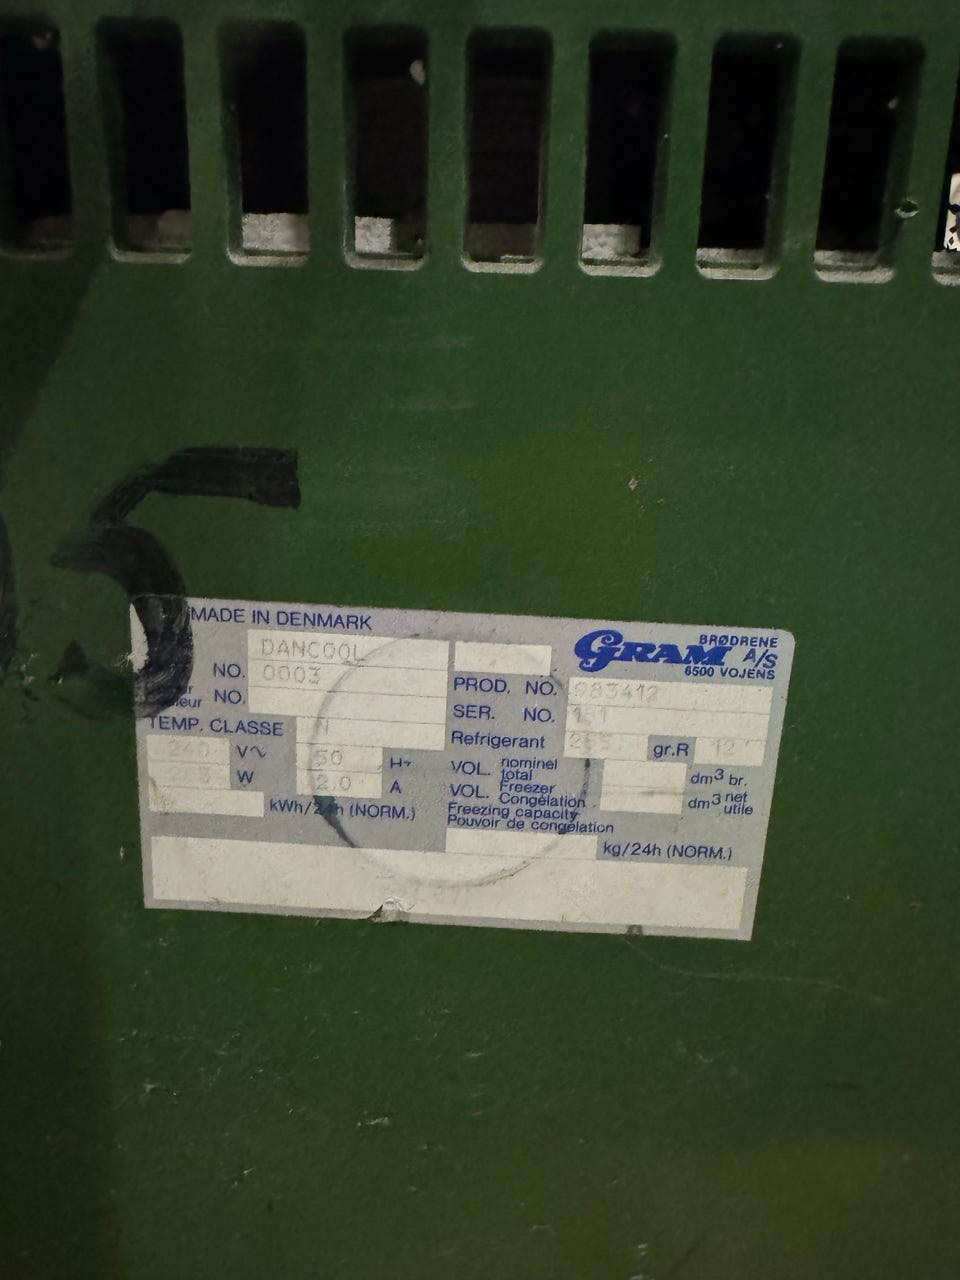 MADE IN DENMARK
DANCOOL
NO. 0003
NO.
TEMP. CLASSE N
240 V~ 50 Hz
W 2.0 A
kWh/24h (NORM.)
GRAM BRØDRENE A/S
6500 VOJENS
PROD. NO. 983412
SER. NO.
Refrigerant gr.R 12
VOL. nominel total dm³ br.
VOL. Freezer Congélation dm³ net utile
Freezing capacity
Pouvoir de congélation
kg/24h (NORM.)